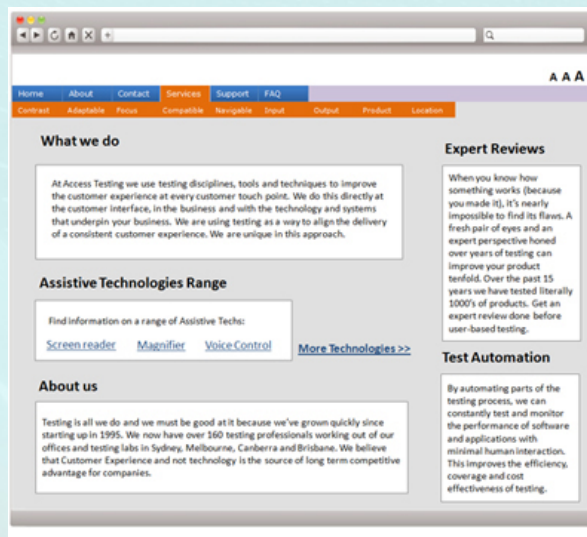 A A A
Home About Contact Services Support FAQ
Contrast Adaptable Focus Compatible Navigable Input Output Product Location
What we do
At Access Testing we use testing disciplines, tools and techniques to improve
the customer experience at every customer touch point. We do this directly at
the customer interface, in the business and with the technology and systems
that underpin your business. We are using testing as a way to align the delivery
of a consistent customer experience. We are unique in this approach.
Assistive Technologies Range
Find information on a range of Assistive Techs:
Screen reader Magnifier Voice Control
More Technologies >>
About us
Testing is all we do and we must be good at it because we've grown quickly since
starting up in 1995. We now have over 160 testing professionals working out of our
offices and testing labs in Sydney, Melbourne, Canberra and Brisbane. We believe
that Customer Experience and not technology is the source of long term competitive
advantage for companies.
Expert Reviews
When you know how
something works (because
you made it), it's nearly
impossible to find its flaws. A
fresh pair of eyes and an
expert perspective honed
over years of testing can
improve your product
tenfold. Over the past 15
years we have tested literally
1000's of products. Get an
expert review done before
user-based testing.
Test Automation
By automating parts of the
testing process, we can
constantly test and monitor
the performance of software
and applications with
minimal human interaction.
This improves the efficiency,
coverage and cost
effectiveness of testing.